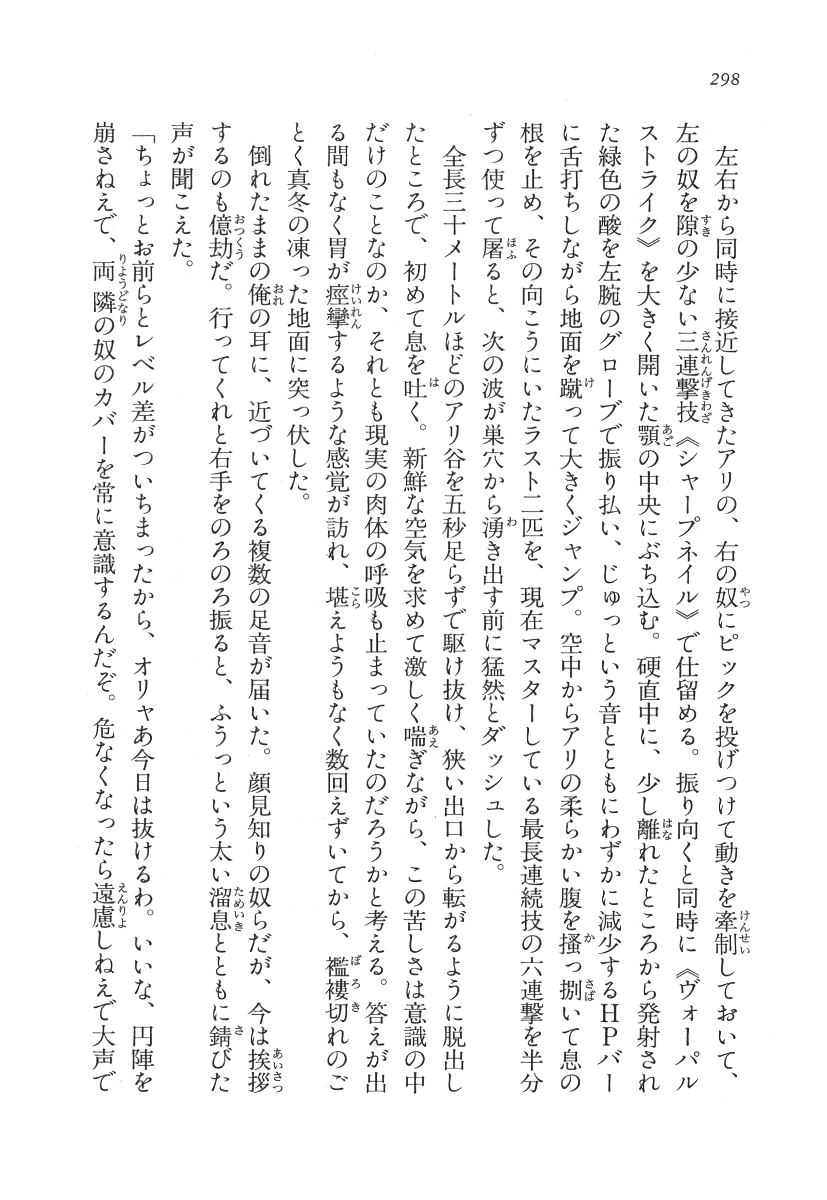 298
　左右から同時に接近してきたアリの、右の奴にピックを投げつけて動きを牽制しておいて、
左の奴を隙の少ない三連撃技《シャープネイル》で仕留める。振り向くと同時に《ヴォーパル
ストライク》を大きく開いた顎の中央にぶち込む。硬直中に、少し離れたところから発射され
た緑色の酸を左腕のグローブで振り払い、じゅっという音とともにわずかに減少するHPバー
に舌打ちしながら地面を蹴って大きくジャンプ。空中からアリの柔らかい腹を掻っ捌いて息の
根を止め、その向こうにいたラスト二匹を、現在マスターしている最長連続技の六連撃を半分
ずつ使って屠ると、次の波が巣穴から湧き出す前に猛然とダッシュした。
　全長三十メートルほどのアリ谷を五秒足らずで駆け抜け、狭い出口から転がるように脱出し
たところで、初めて息を吐く。新鮮な空気を求めて激しく喘ぎながら、この苦しさは意識の中
だけのことなのか、それとも現実の肉体の呼吸も止まっていたのだろうかと考える。答えが出
る間もなく胃が痙攣するような感覚が訪れ、堪えようもなく数回えずいてから、襤褸切れのご
とく真冬の凍った地面に突っ伏した。
　倒れたままの俺の耳に、近づいてくる複数の足音が届いた。顔見知りの奴らだが、今は挨拶
するのも億劫だ。行ってくれと右手をのろのろ振ると、ふうっという太い溜息とともに錆びた
声が聞こえた。
「ちょっとお前らとレベル差がついちまったから、オリャあ今日は抜けるわ。いいな、円陣を
崩さねえで、両隣の奴のカバーを常に意識するんだぞ。危なくなったら遠慮しねえで大声で